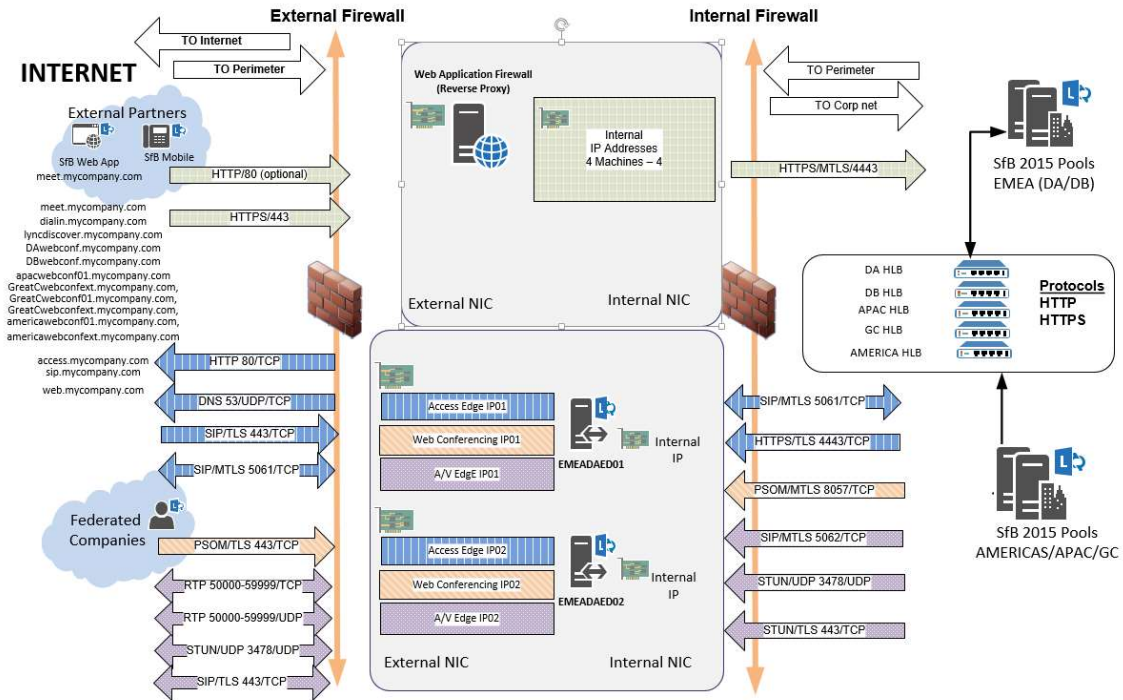 External Firewall
Internal Firewall
TO Internet
TO Perimeter
INTERNET
External Partners
SfB Web App
SfB Mobile
meet.mycompany.com
HTTP/80 (optional)
meet.mycompany.com
dialin.mycompany.com
lyncdiscover.mycompany.com
DAwebconf.mycompany.com
DBwebconf.mycompany.com
apacwebconf01.mycompany.com
GreatCwebconfext.mycompany.com,
GreatCwebconf01.mycompany.com,
GreatCwebconfext.mycompany.com,
americawebconf01.mycompany.com,
americawebconfext.mycompany.com
HTTPS/443
access.mycompany.com
sip.mycompany.com
web.mycompany.com
HTTP 80/TCP
DNS 53/UDP/TCP
SIP/TLS 443/TCP
SIP/MTLS 5061/TCP
Federated
Companies
PSOM/TLS 443/TCP
RTP 50000-59999/TCP
RTP 50000-59999/UDP
STUN/UDP 3478/UDP
SIP/TLS 443/TCP
Web Application Firewall
(Reverse Proxy)
Internal
IP Addresses
4 Machines – 4
External NIC
Internal NIC
Access Edge IP01
Web Conferencing IP01
A/V EdgE IP01
EMEADAED01
Internal
IP
Access Edge IP02
Web Conferencing IP02
A/V Edge IP02
EMEADAED02
Internal
IP
External NIC
Internal NIC
TO Perimeter
TO Corp net
HTTPS/MTLS/4443
SIP/MTLS 5061/TCP
HTTPS/TLS 4443/TCP
PSOM/MTLS 8057/TCP
SIP/MTLS 5062/TCP
STUN/UDP 3478/UDP
STUN/TLS 443/TCP
SfB 2015 Pools
EMEA (DA/DB)
DA HLB
DB HLB
APAC HLB
GC HLB
AMERICA HLB
Protocols
HTTP
HTTPS
SfB 2015 Pools
AMERICAS/APAC/GC